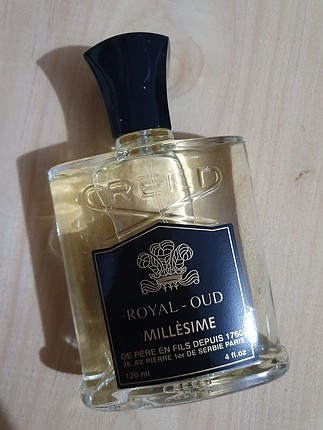 CREED
ROYAL - OUD
MILLÈSIME
DE PERE EN FILS DEPUIS 1760
38, AV. PIERRE 1er DE SERBIE PARIS
120 ml 4 fl.oz
CREED